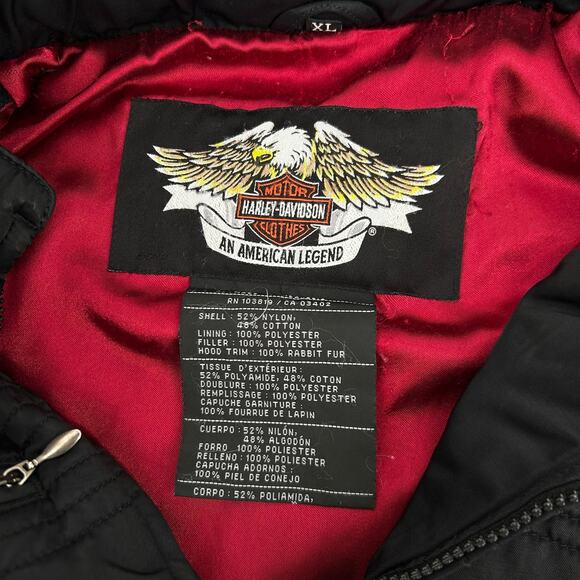 XL
MOTOR
HARLEY-DAVIDSON
CLOTHES
AN AMERICAN LEGEND
®
RN 103819 / CA 03402
SHELL : 52% NYLON,
48% COTTON
LINING : 100% POLYESTER
FILLER : 100% POLYESTER
HOOD TRIM : 100% RABBIT FUR
TISSUE D'EXTÉRIEUR :
52% POLYAMIDE, 48% COTON
DOUBLURE : 100% POLYESTER
REMPLISSAGE : 100% POLYESTER
CAPUCHE GARNITURE :
100% FOURRUE DE LAPIN
CUERPO : 52% NILÓN,
48% ALGODÓN
FORRO 100% POLIESTER
RELLENO : 100% POLIESTER
CAPUCHA ADORNOS :
100% PIEL DE CONEJO
CORPO: 52% POLIAMIDA,